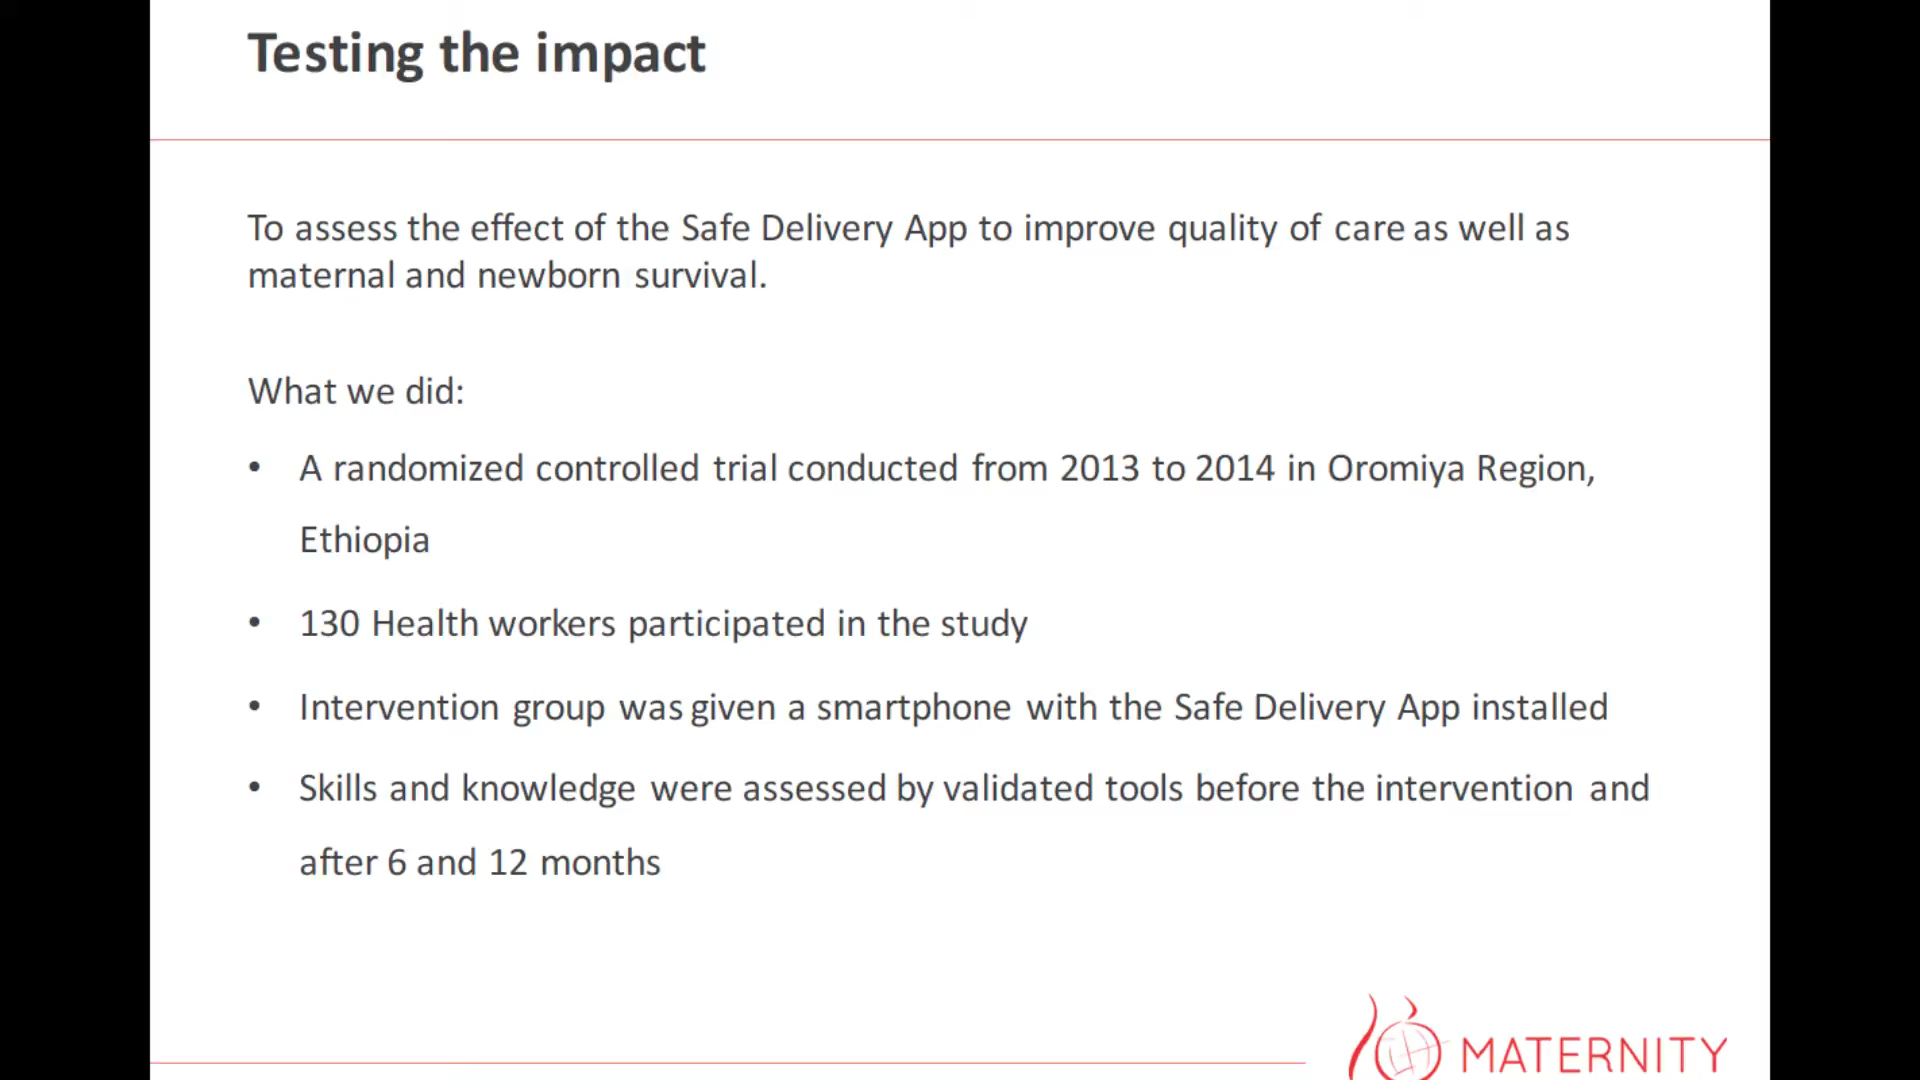 Testing the impact
To assess the effect of the Safe Delivery App to improve quality of care as well as
maternal and newborn survival.
What we did:
• A randomized controlled trial conducted from 2013 to 2014 in Oromiya Region,
Ethiopia
• 130 Health workers participated in the study
• Intervention group was given a smartphone with the Safe Delivery App installed
• Skills and knowledge were assessed by validated tools before the intervention and
after 6 and 12 months
MATERNITY